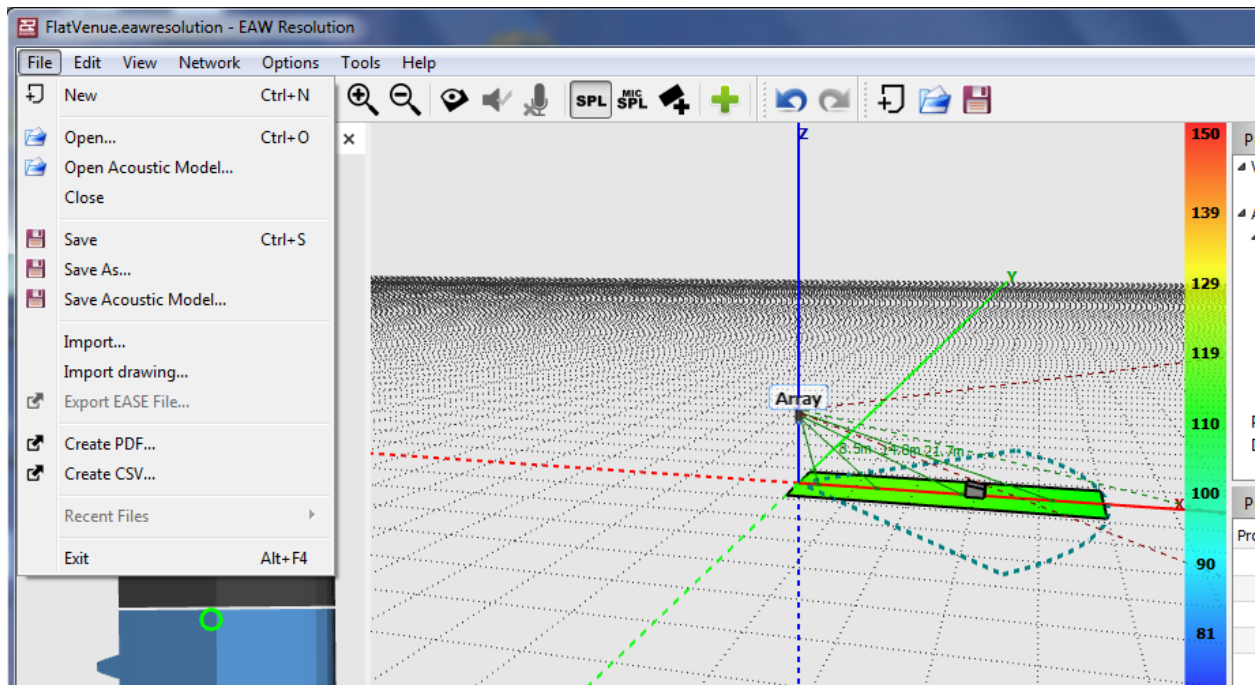 FlatVenue.eawresolution - EAW Resolution
File Edit View Network Options Tools Help
New Ctrl+N
Open... Ctrl+O
Open Acoustic Model...
Close
Save Ctrl+S
Save As...
Save Acoustic Model...
Import...
Import drawing...
Export EASE File...
Create PDF...
Create CSV...
Recent Files
Exit Alt+F4
SPL
MIC
SPL
Z
Y
Array
8.5m
14.8m
21.7m
X
150
139
129
119
110
100
90
81